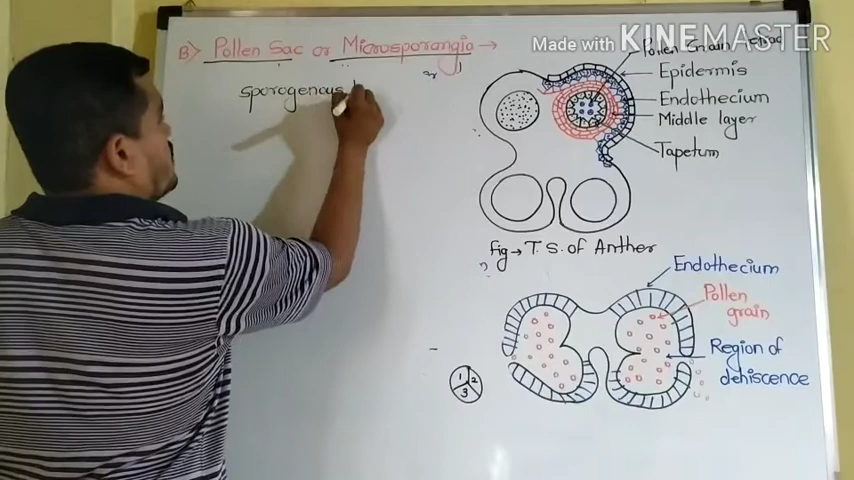 Made with KINEMASTER
B) Pollen Sac or Microsporangia →
sporogenous
Pollen Grain
Epidermis
Endothecium
Middle layer
Tapetum
Fig → T.S. of Anther
Endothecium
Pollen
grain
Region of
dehiscence
1 2
3